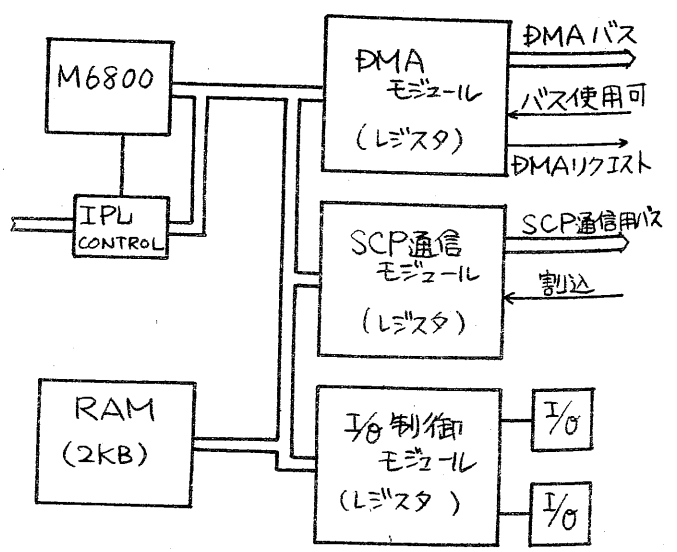 M6800
IPL
CONTROL
RAM
(2KB)
DMA
モジュール
(レジスタ)
DMAバス
バス使用可
DMAリクエスト
SCP通信
モジュール
(レジスタ)
SCP通信用バス
割込
I/O制御
モジュール
(レジスタ)
I/O
I/O